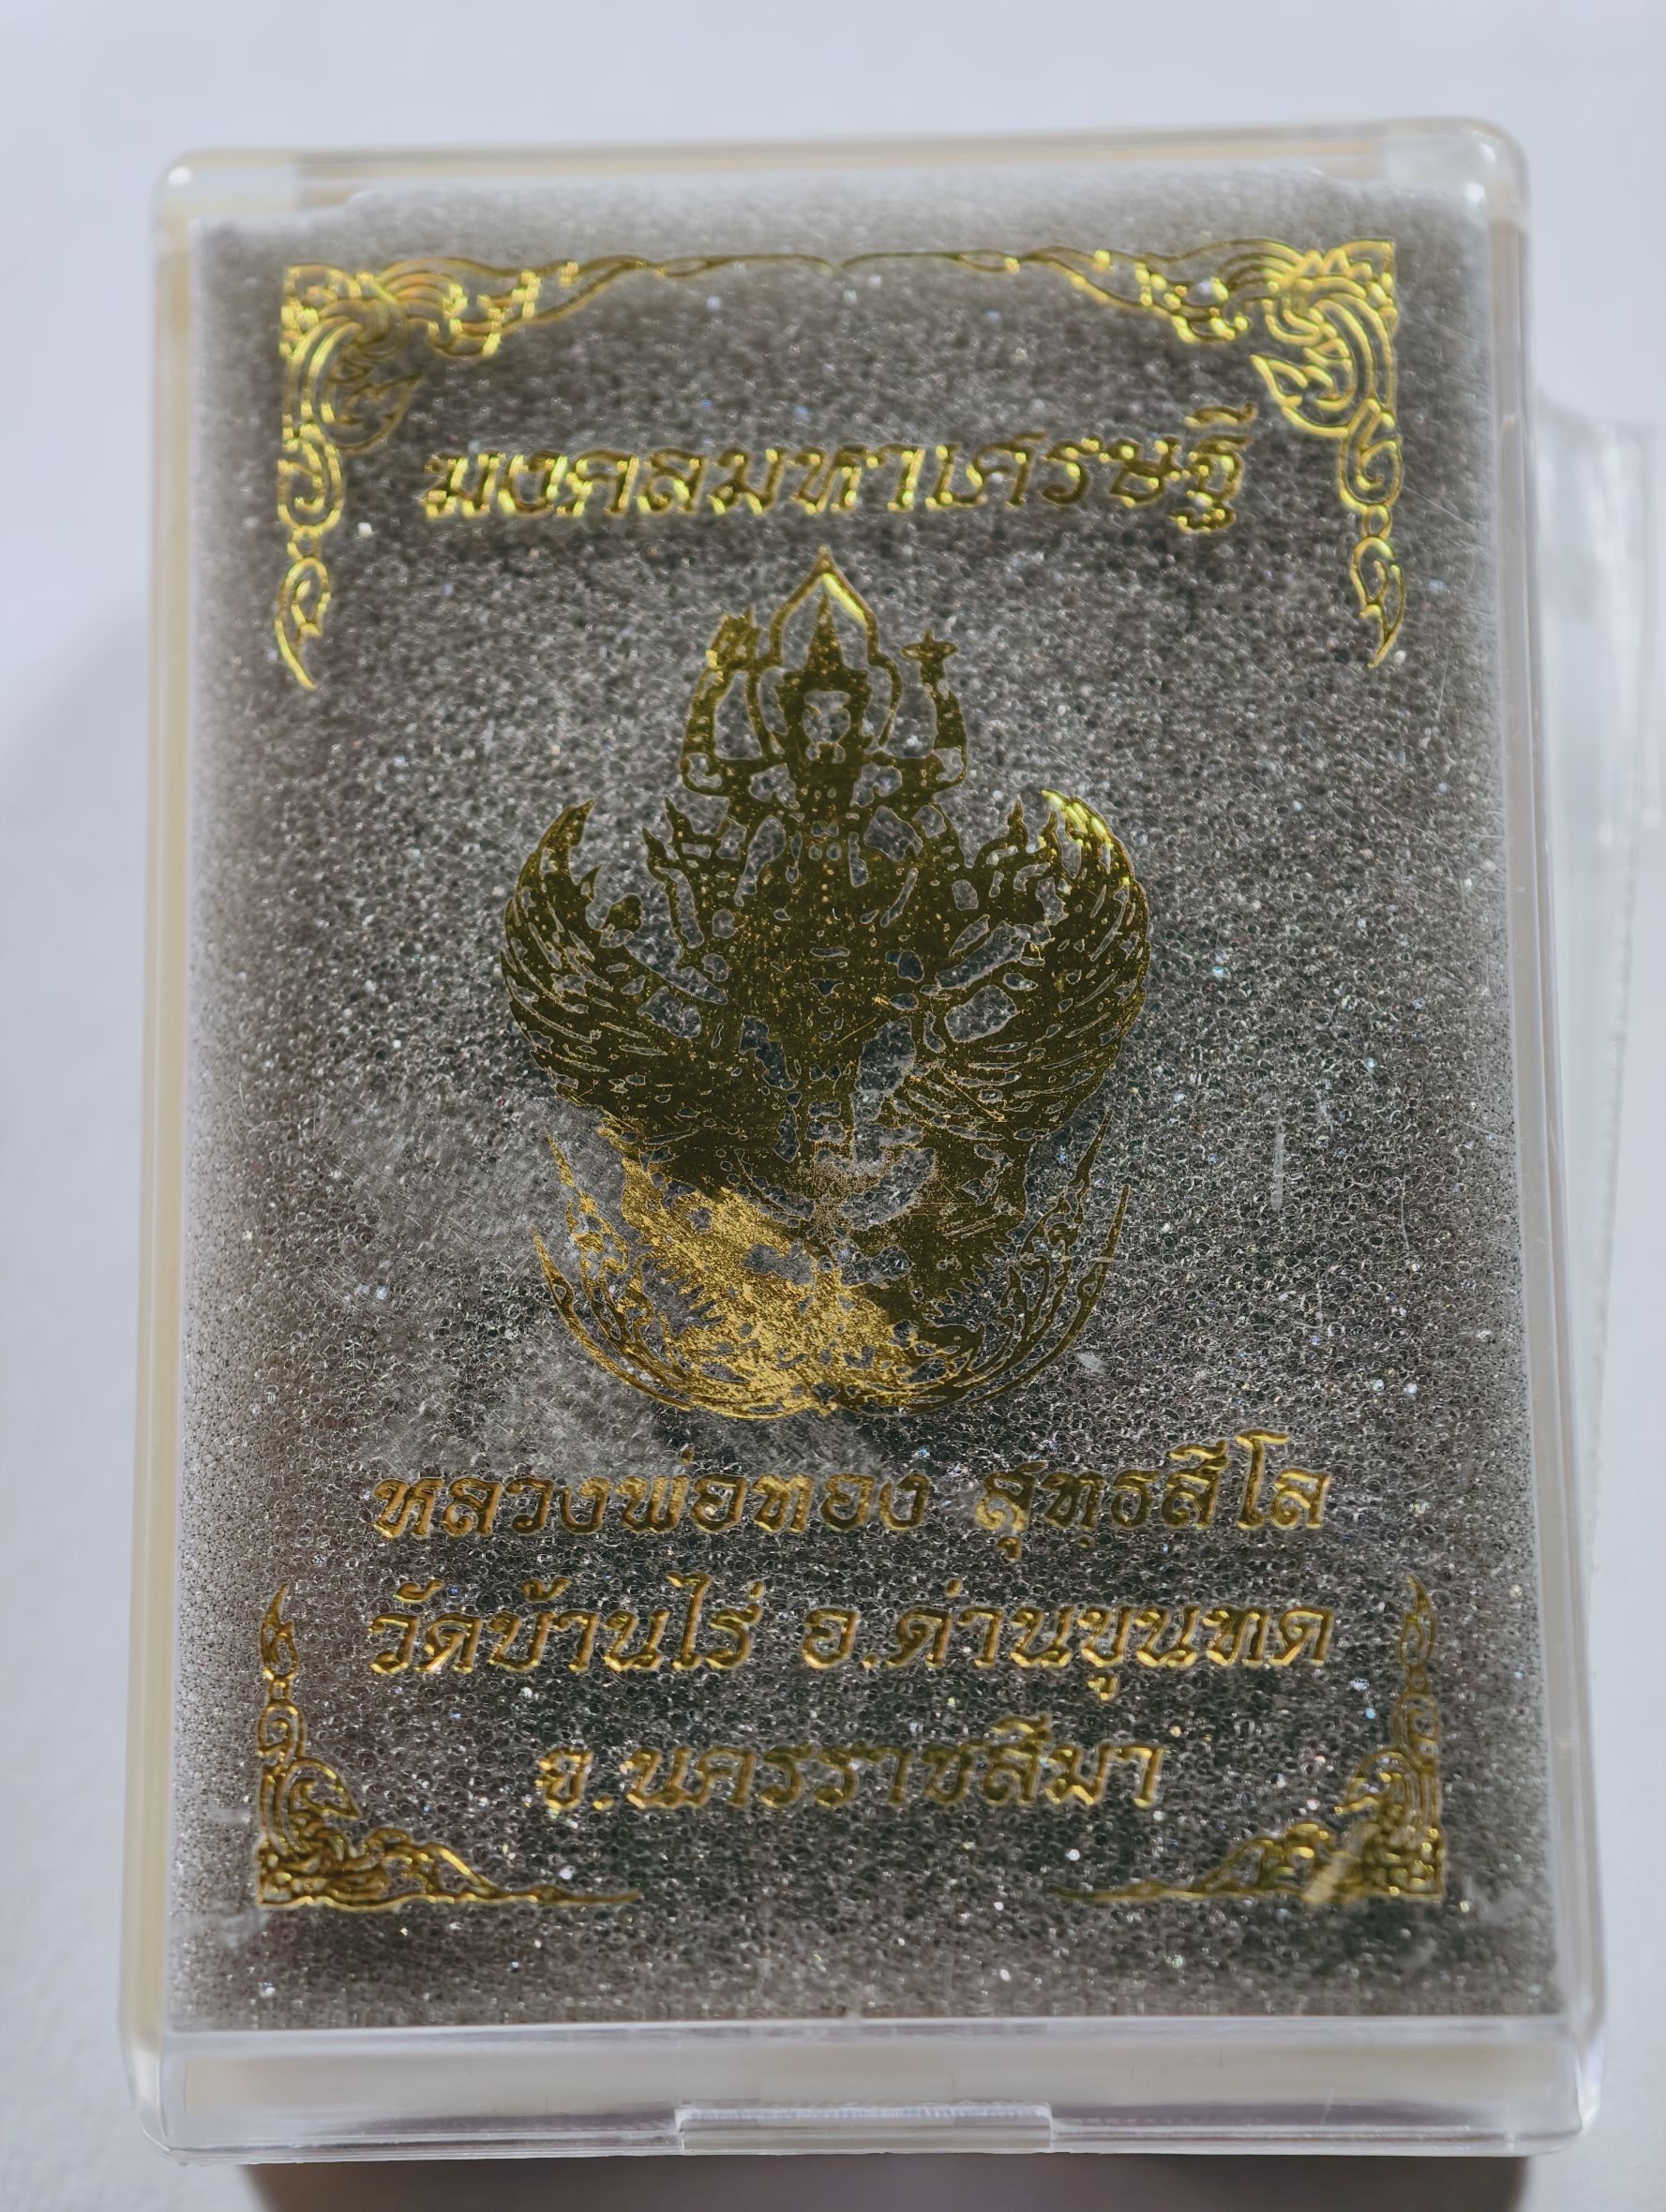 มงคลมหาเศรษฐี
หลวงพ่อทอง สุทฺธสีโล
วัดบ้านไร่ อ.ด่านขุนทด
จ.นครราชสีมา